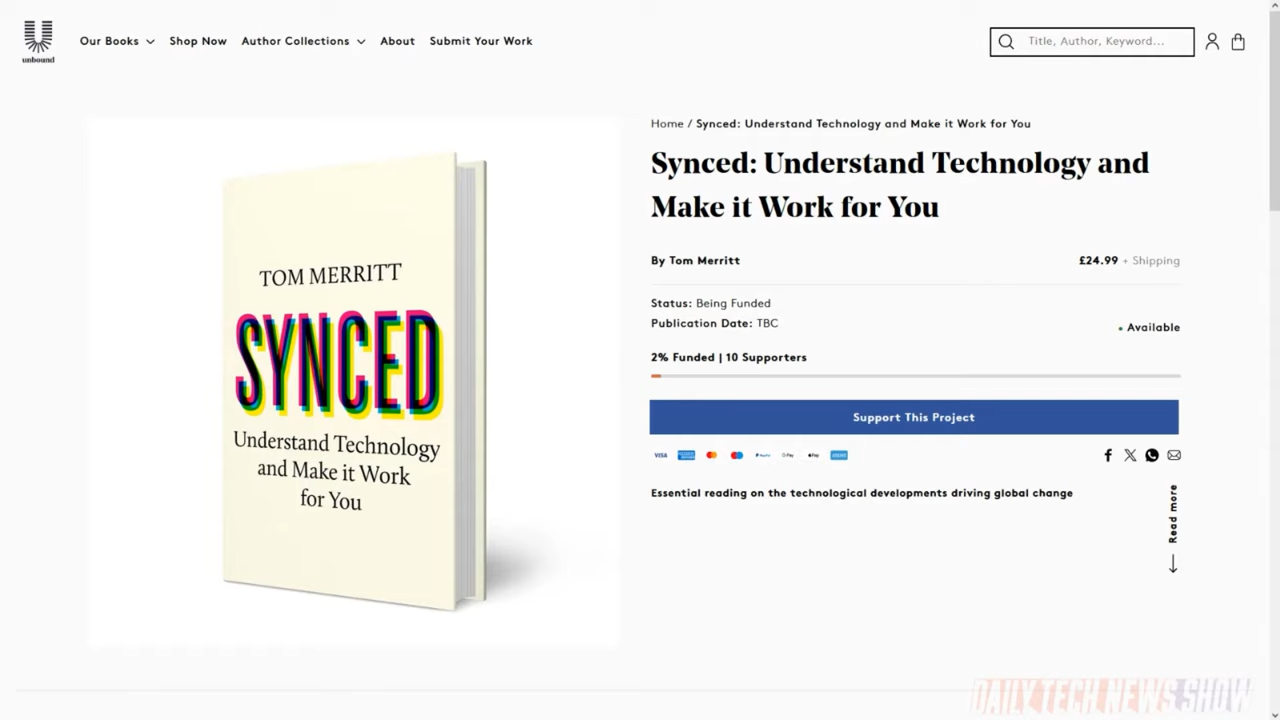 unbound
Our Books
Shop Now
Author Collections
About
Submit Your Work
Title, Author, Keyword...
Home / Synced: Understand Technology and Make it Work for You
Synced: Understand Technology and
Make it Work for You
By Tom Merritt
£24.99 + Shipping
Status: Being Funded
Publication Date: TBC
Available
2% Funded | 10 Supporters
Support This Project
VISA
Essential reading on the technological developments driving global change
Read more
TOM MERRITT
SYNCED
Understand Technology
and Make it Work
for You
DAILY TECH NEWS SHOW